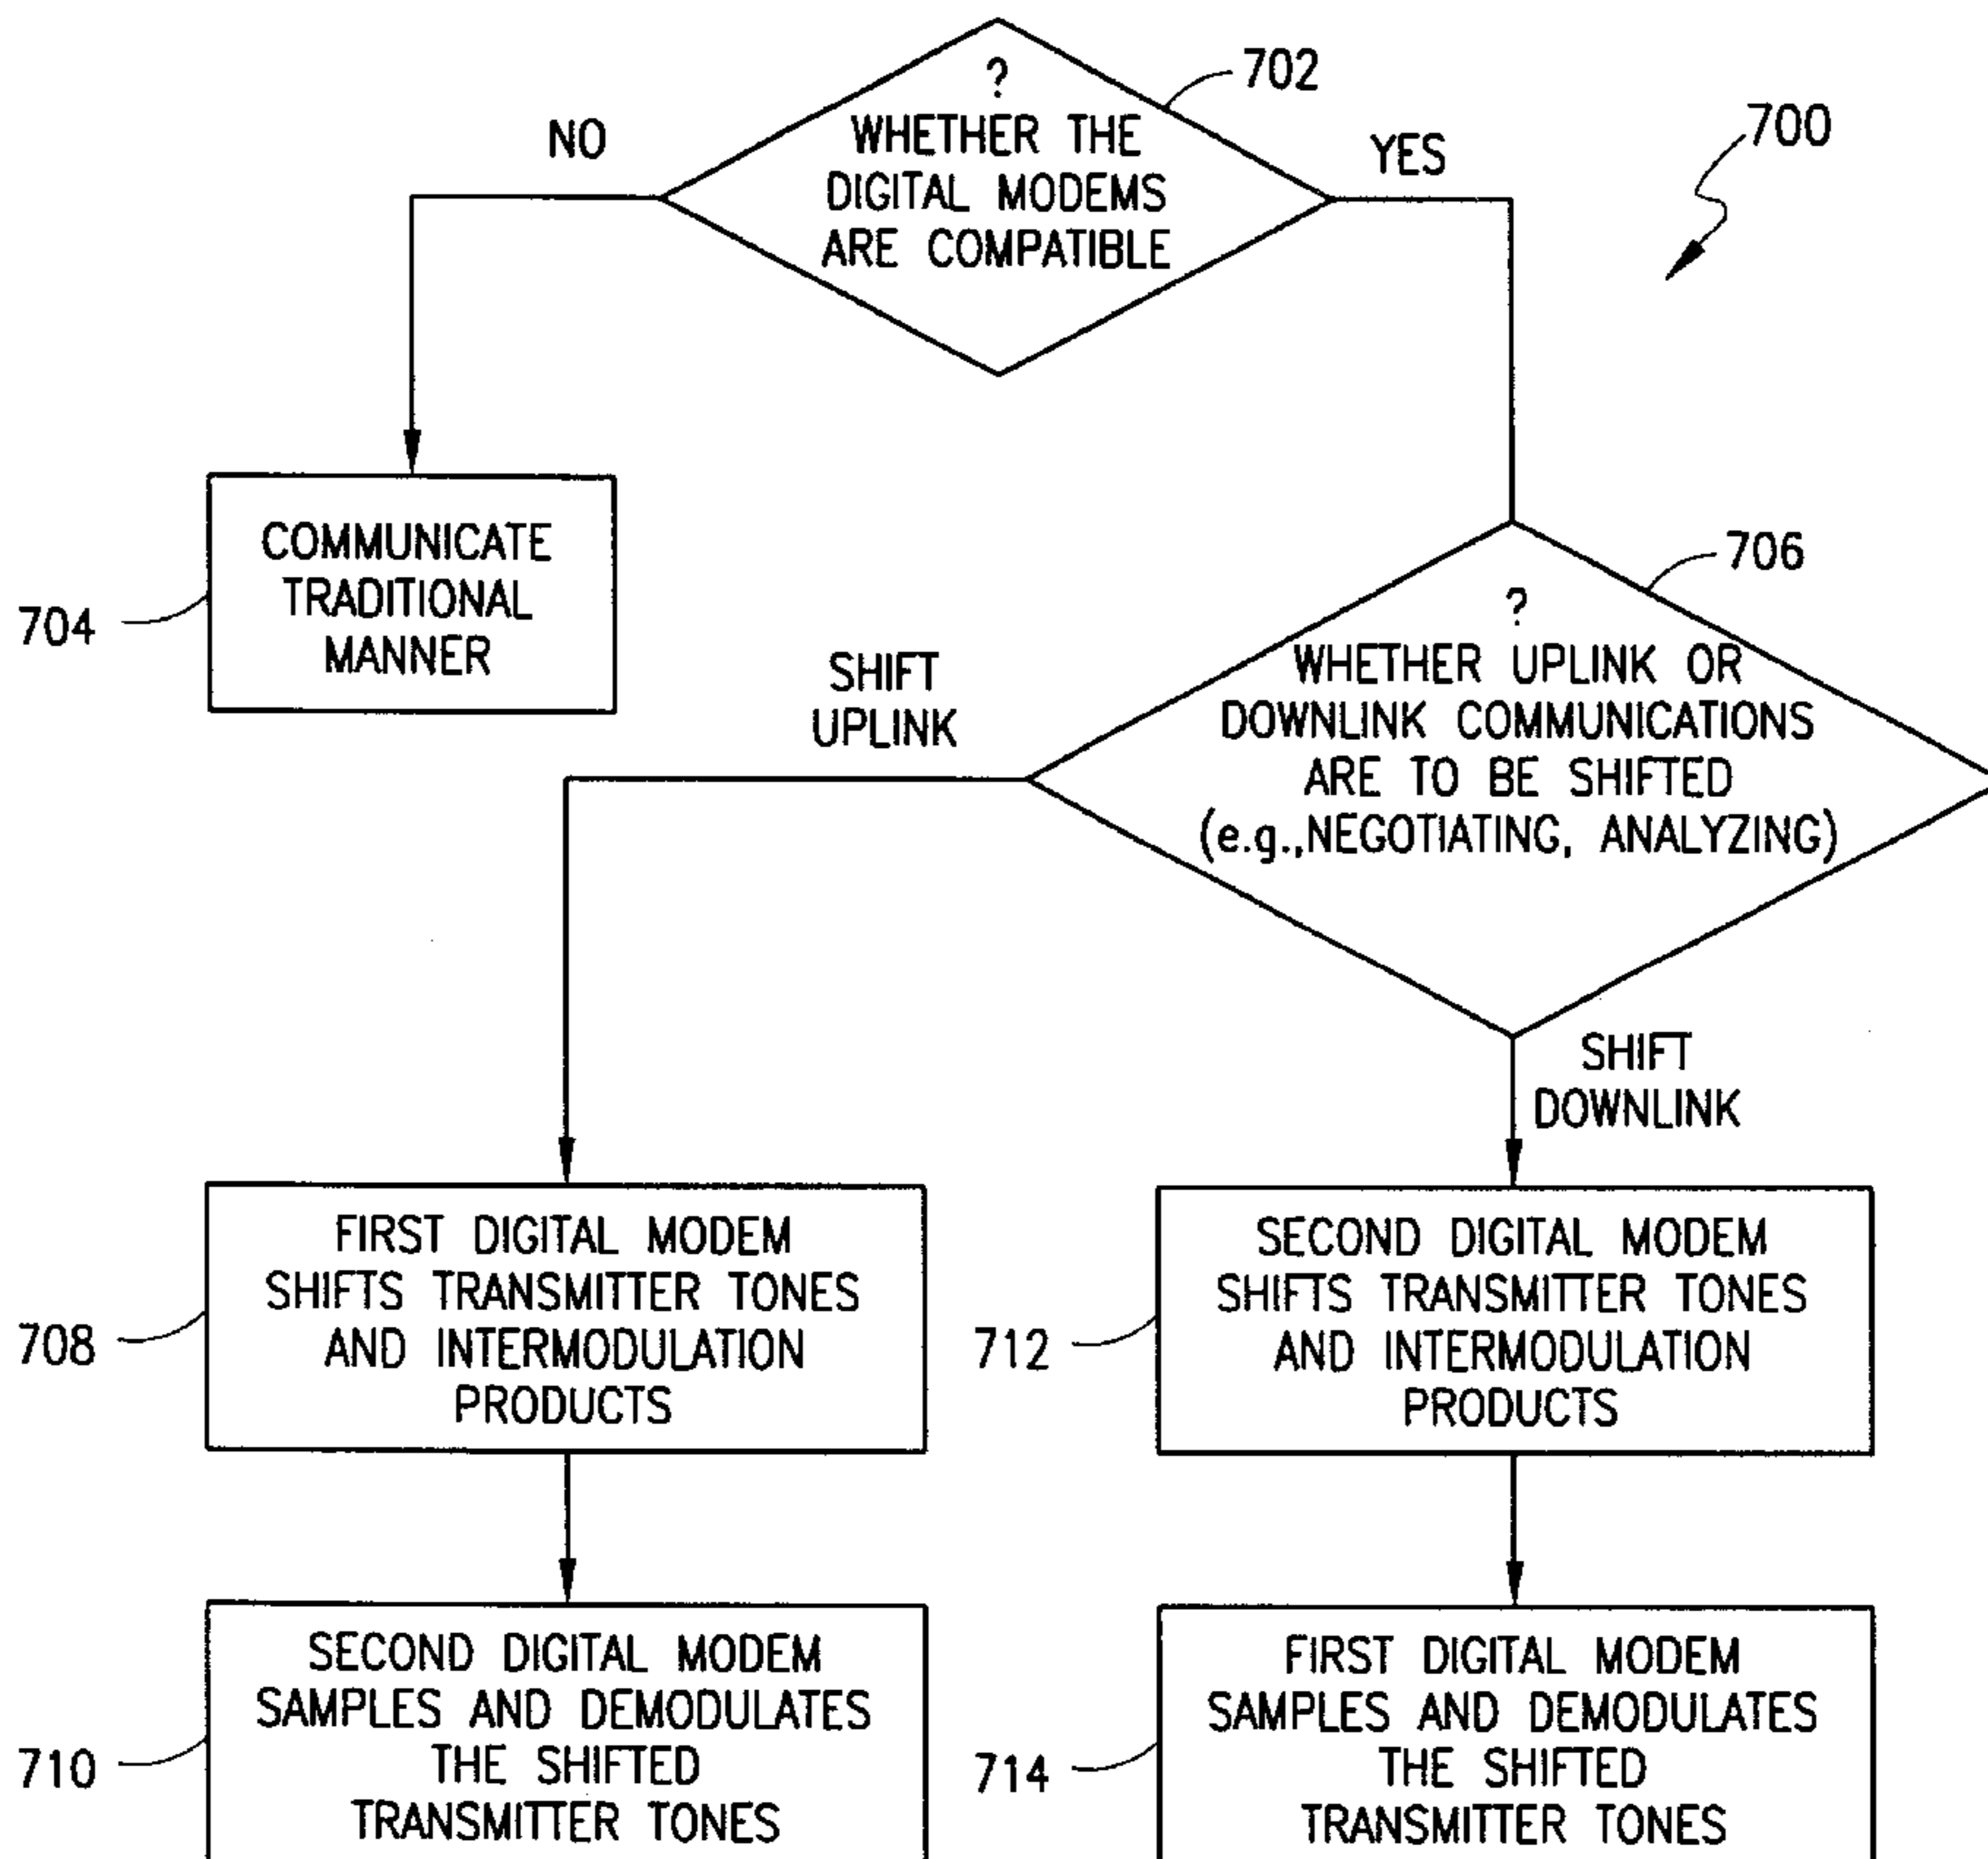 ?
WHETHER THE
DIGITAL MODEMS
ARE COMPATIBLE
702
NO
YES
700
COMMUNICATE
TRADITIONAL
MANNER
704
706
?
WHETHER UPLINK OR
DOWNLINK COMMUNICATIONS
ARE TO BE SHIFTED
(e.g.,NEGOTIATING, ANALYZING)
SHIFT
UPLINK
SHIFT
DOWNLINK
FIRST DIGITAL MODEM
SHIFTS TRANSMITTER TONES
AND INTERMODULATION
PRODUCTS
708
SECOND DIGITAL MODEM
SHIFTS TRANSMITTER TONES
AND INTERMODULATION
PRODUCTS
712
SECOND DIGITAL MODEM
SAMPLES AND DEMODULATES
THE SHIFTED
TRANSMITTER TONES
710
FIRST DIGITAL MODEM
SAMPLES AND DEMODULATES
THE SHIFTED
TRANSMITTER TONES
714